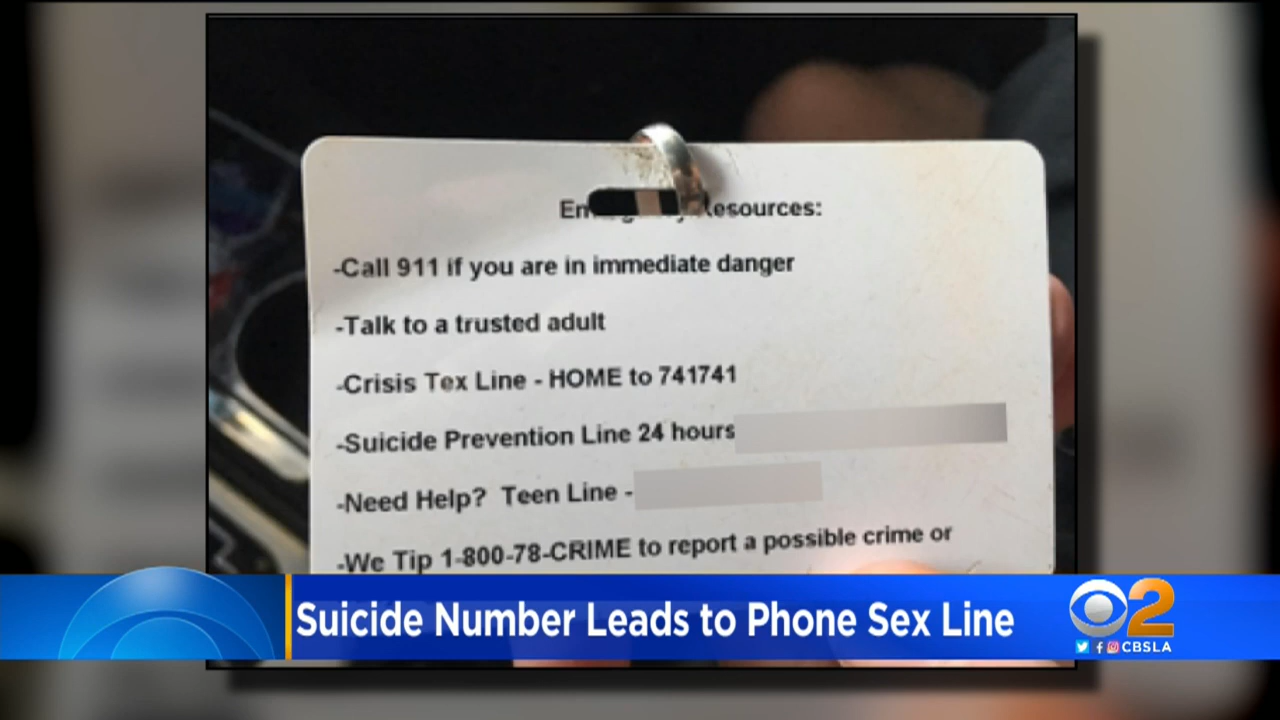 Resources:
-Call 911 if you are in immediate danger
-Talk to a trusted adult
-Crisis Tex Line - HOME to 741741
-Suicide Prevention Line 24 hours
-Need Help? Teen Line -
-We Tip 1-800-78-CRIME to report a possible crime or
Suicide Number Leads to Phone Sex Line
2
CBSLA